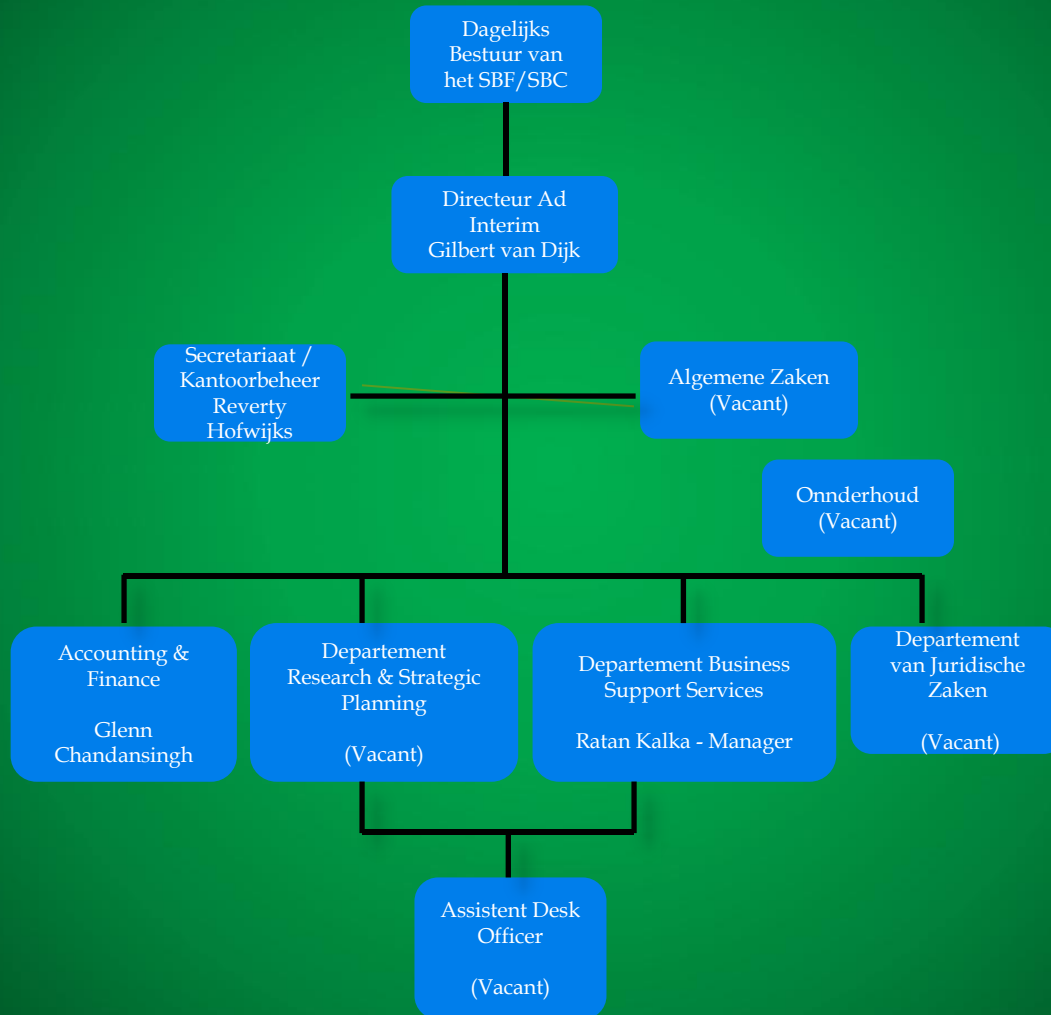 Dagelijks
Bestuur van
het SBF/SBC
Directeur Ad
Interim
Gilbert van Dijk
Secretariaat /
Kantoorbeheer
Reverty
Hofwijks
Algemene Zaken
(Vacant)
Onnderhoud
(Vacant)
Accounting &
Finance
Glenn
Chandansingh
Departement
Research & Strategic
Planning
(Vacant)
Departement Business
Support Services
Ratan Kalka - Manager
Departement
van Juridische
Zaken
(Vacant)
Assistent Desk
Officer
(Vacant)